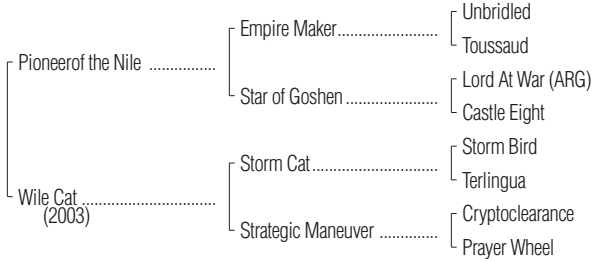 Unbridled
Empire Maker........................
Toussaud
Pioneerof the Nile ................
Lord At War (ARG)
Star of Goshen......................
Castle Eight
Storm Bird
Storm Cat..............................
Terlingua
Wile Cat ................................
(2003)
Cryptoclearance
Strategic Maneuver ..............
Prayer Wheel